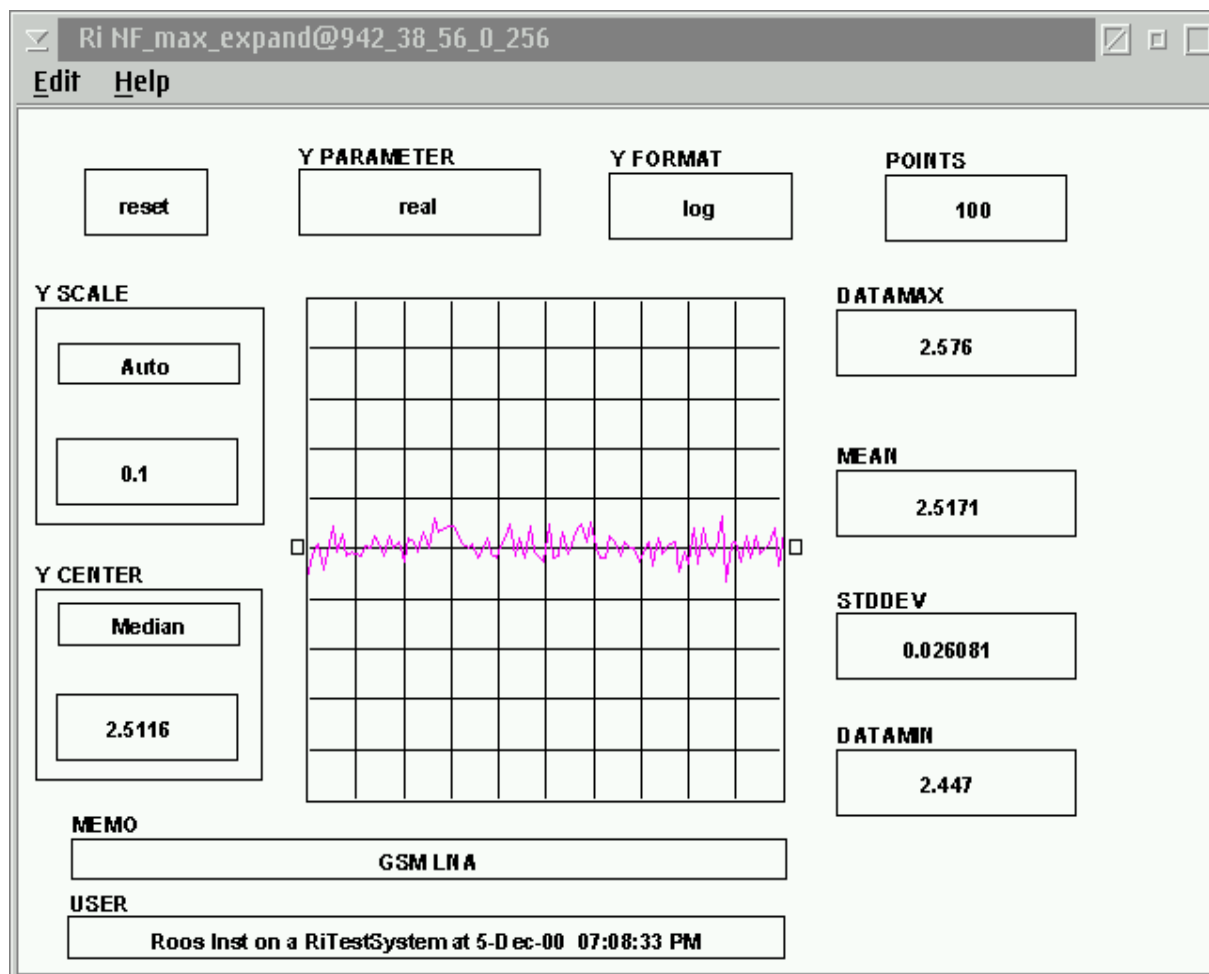 Ri NF_max_expand@942_38_56_0_256
Edit Help
reset
Y PARAMETER
real
Y FORMAT
log
POINTS
100
Y SCALE
Auto
0.1
Y CENTER
Median
2.5116
DATAMAX
2.576
MEAN
2.5171
STDDEV
0.026081
DATAMIN
2.447
MEMO
GSM LNA
USER
Roos Inst on a RiTestSystem at 5-Dec-00 07:08:33 PM